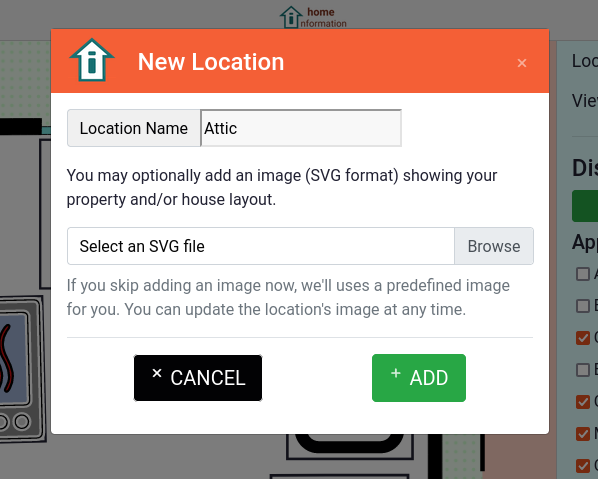 home
nformation
New Location
×
Location Name Attic
You may optionally add an image (SVG format) showing your
property and/or house layout.
Select an SVG file Browse
If you skip adding an image now, we'll uses a predefined image
for you. You can update the location's image at any time.
× CANCEL
+ ADD
Loc
Vie
Dis
App